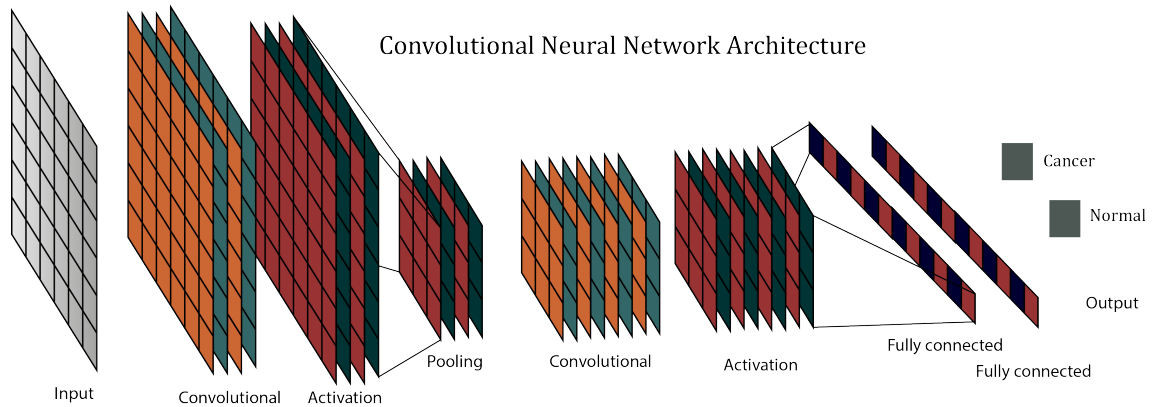 Convolutional Neural Network Architecture
Cancer
Normal
Output
Input
Convolutional
Activation
Pooling
Convolutional
Activation
Fully connected
Fully connected